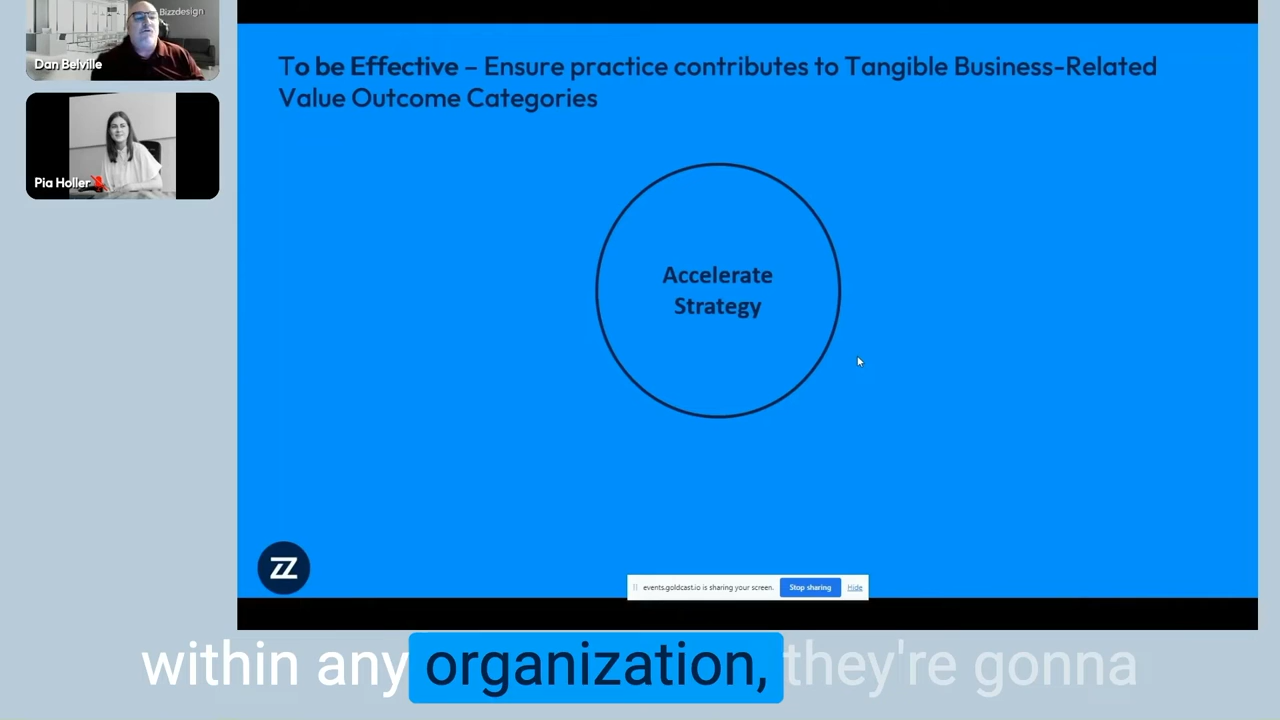 Bizzdesign
Dan Belville
Pia Holler
To be Effective – Ensure practice contributes to Tangible Business-Related
Value Outcome Categories
Accelerate
Strategy
events.goldcast.io is sharing your screen.
Stop sharing
Hide
within any organization, they're gonna